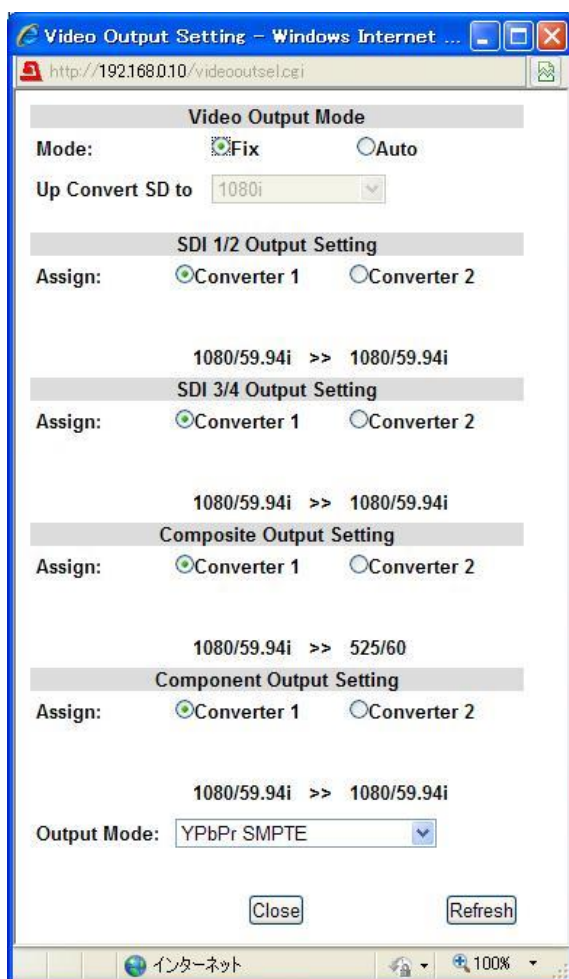 Video Output Setting - Windows Internet ...
http://192.168.0.10/videooutsel.cgi
Video Output Mode
Mode: Fix Auto
Up Convert SD to 1080i
SDI 1/2 Output Setting
Assign: Converter 1 Converter 2
1080/59.94i >> 1080/59.94i
SDI 3/4 Output Setting
Assign: Converter 1 Converter 2
1080/59.94i >> 1080/59.94i
Composite Output Setting
Assign: Converter 1 Converter 2
1080/59.94i >> 525/60
Component Output Setting
Assign: Converter 1 Converter 2
1080/59.94i >> 1080/59.94i
Output Mode: YPbPr SMPTE
Close Refresh
インターネット 100%